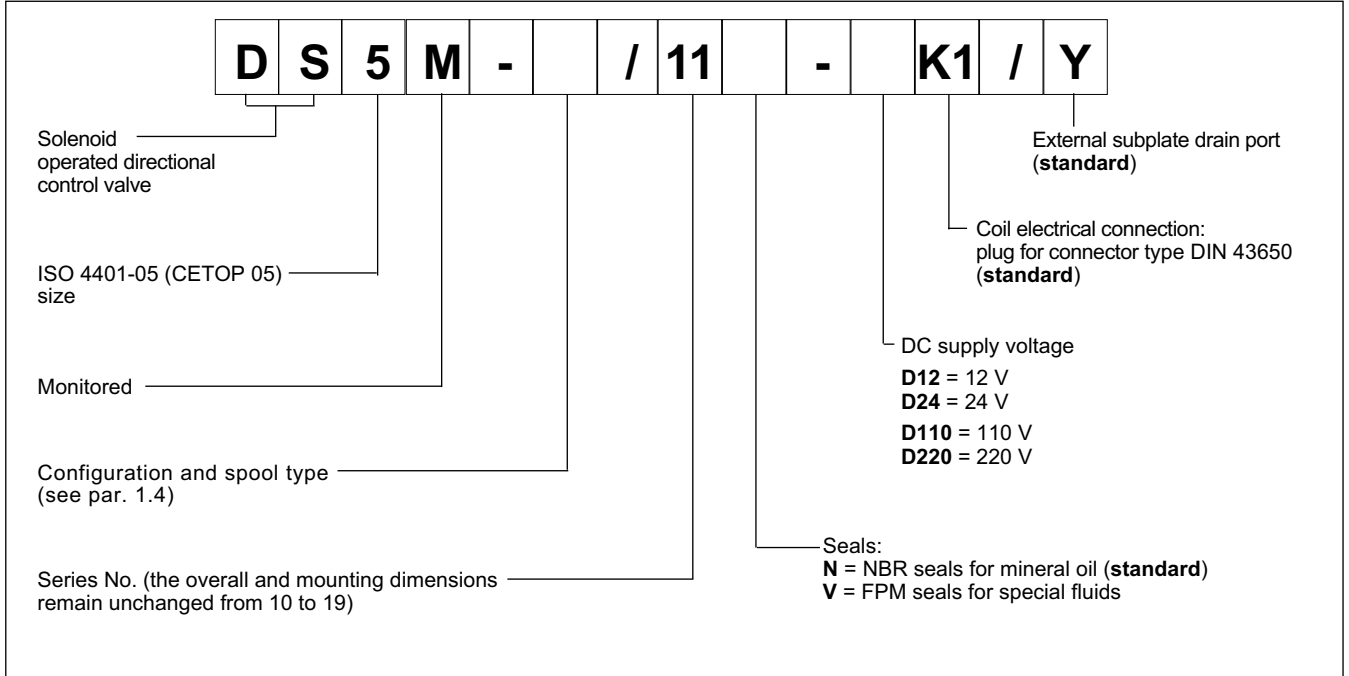 D S 5 M - / 11 - K1 / Y
Solenoid
operated directional
control valve
ISO 4401-05 (CETOP 05)
size
Monitored
Configuration and spool type
(see par. 1.4)
Series No. (the overall and mounting dimensions
remain unchanged from 10 to 19)
External subplate drain port
(standard)
Coil electrical connection:
plug for connector type DIN 43650
(standard)
DC supply voltage
D12 = 12 V
D24 = 24 V
D110 = 110 V
D220 = 220 V
Seals:
N = NBR seals for mineral oil (standard)
V = FPM seals for special fluids